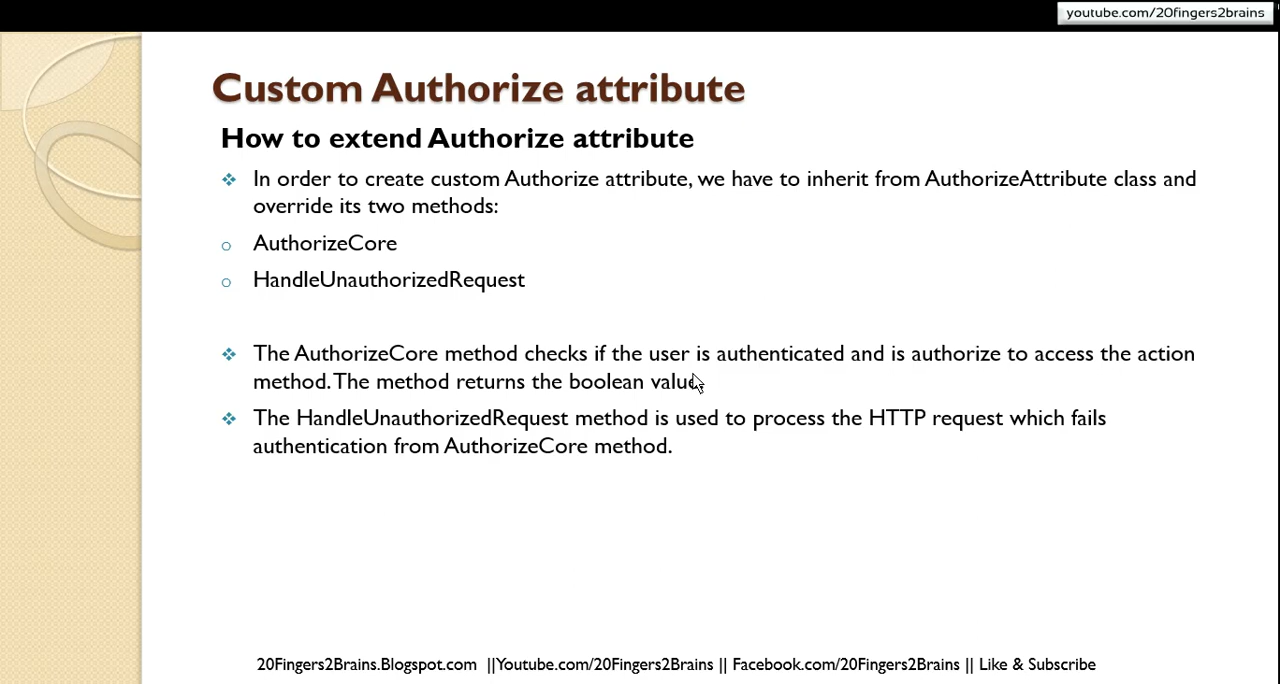 youtube.com/20fingers2brains
Custom Authorize attribute
How to extend Authorize attribute
In order to create custom Authorize attribute, we have to inherit from AuthorizeAttribute class and
override its two methods:
AuthorizeCore
HandleUnauthorizedRequest
The AuthorizeCore method checks if the user is authenticated and is authorize to access the action
method. The method returns the boolean value.
The HandleUnauthorizedRequest method is used to process the HTTP request which fails
authentication from AuthorizeCore method.
20Fingers2Brains.Blogspot.com ||Youtube.com/20Fingers2Brains || Facebook.com/20Fingers2Brains || Like & Subscribe